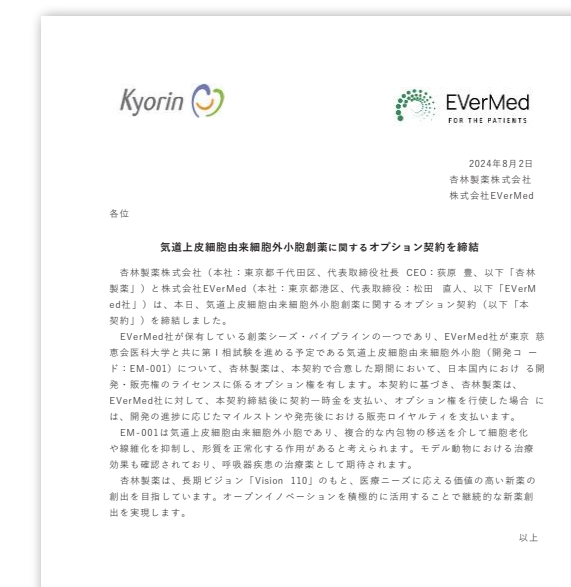 Kyorin
EVerMed
FOR THE PATIENTS
2024年8月2日
杏林製薬株式会社
株式会社EVerMed
各位
気道上皮細胞由来細胞外小胞創薬に関するオプション契約を締結
杏林製薬株式会社（本社：東京都千代田区、代表取締役社長 CEO：荻原 豊、以下「杏林
製薬」）と株式会社EVerMed（本社：東京都港区、代表取締役：松田 直人、以下「EVerM
ed社」）は、本日、気道上皮細胞由来細胞外小胞創薬に関するオプション契約（以下「本
契約」）を締結しました。
EVerMed社が保有している創薬シーズ・パイプラインの一つであり、EVerMed社が東京 慈
恵会医科大学と共に第Ⅰ相試験を進める予定である気道上皮細胞由来細胞外小胞（開発コ ー
ド：EM-001）について、杏林製薬は、本契約で合意した期間において、日本国内におけ る開
発・販売権のライセンスに係るオプション権を有します。本契約に基づき、杏林製薬は、
EVerMed社に対して、本契約締結後に契約一時金を支払い、オプション権を行使した場合 に
は、開発の進捗に応じたマイルストンや発売後における販売ロイヤルティを支払います。
EM-001は気道上皮細胞由来細胞外小胞であり、複合的な内包物の移送を介して細胞老化
や線維化を抑制し、形質を正常化する作用があると考えられます。モデル動物における治療
効果も確認されており、呼吸器疾患の治療薬として期待されます。
杏林製薬は、長期ビジョン「Vision 110」のもと、医療ニーズに応える価値の高い新薬の
創出を目指しています。オープンイノベーションを積極的に活用することで継続的な新薬創
出を実現します。
以上